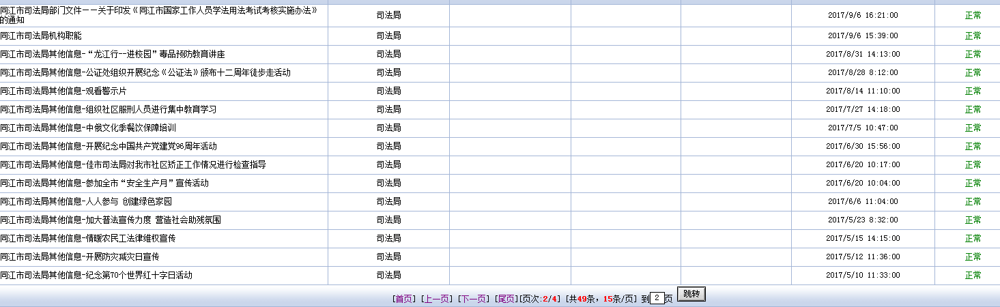 同江市司法局部门文件－－关于印发《同江市国家工作人员学法用法考试考核实施办法》 司法局 2017/9/6 16:21:00 正常
的通知
同江市司法局机构职能 司法局 2017/9/6 15:39:00 正常
同江市司法局其他信息-“龙江行--进校园”毒品预防教育讲座 司法局 2017/8/31 14:13:00 正常
同江市司法局其他信息-公证处组织开展纪念《公证法》颁布十二周年徒步走活动 司法局 2017/8/28 8:12:00 正常
同江市司法局其他信息-观看警示片 司法局 2017/8/14 11:10:00 正常
同江市司法局其他信息-组织社区服刑人员进行集中教育学习 司法局 2017/7/27 14:18:00 正常
同江市司法局其他信息-中俄文化季餐饮保障培训 司法局 2017/7/5 10:47:00 正常
同江市司法局其他信息-开展纪念中国共产党建党96周年活动 司法局 2017/6/30 15:56:00 正常
同江市司法局其他信息-佳市司法局对我市社区矫正工作情况进行检查指导 司法局 2017/6/20 10:17:00 正常
同江市司法局其他信息-参加全市“安全生产月”宣传活动 司法局 2017/6/20 10:04:00 正常
同江市司法局其他信息-人人参与 创建绿色家园 司法局 2017/6/6 11:04:00 正常
同江市司法局其他信息-加大普法宣传力度 营造社会助残氛围 司法局 2017/5/23 8:32:00 正常
同江市司法局其他信息-情暖农民工法律维权宣传 司法局 2017/5/15 14:15:00 正常
同江市司法局其他信息-开展防灾减灾日宣传 司法局 2017/5/12 11:36:00 正常
同江市司法局其他信息-纪念第70个世界红十字日活动 司法局 2017/5/10 11:33:00 正常
[首页] [上一页] [下一页] [尾页][页次:2/4] [共49条，15条/页] 到2页 跳转